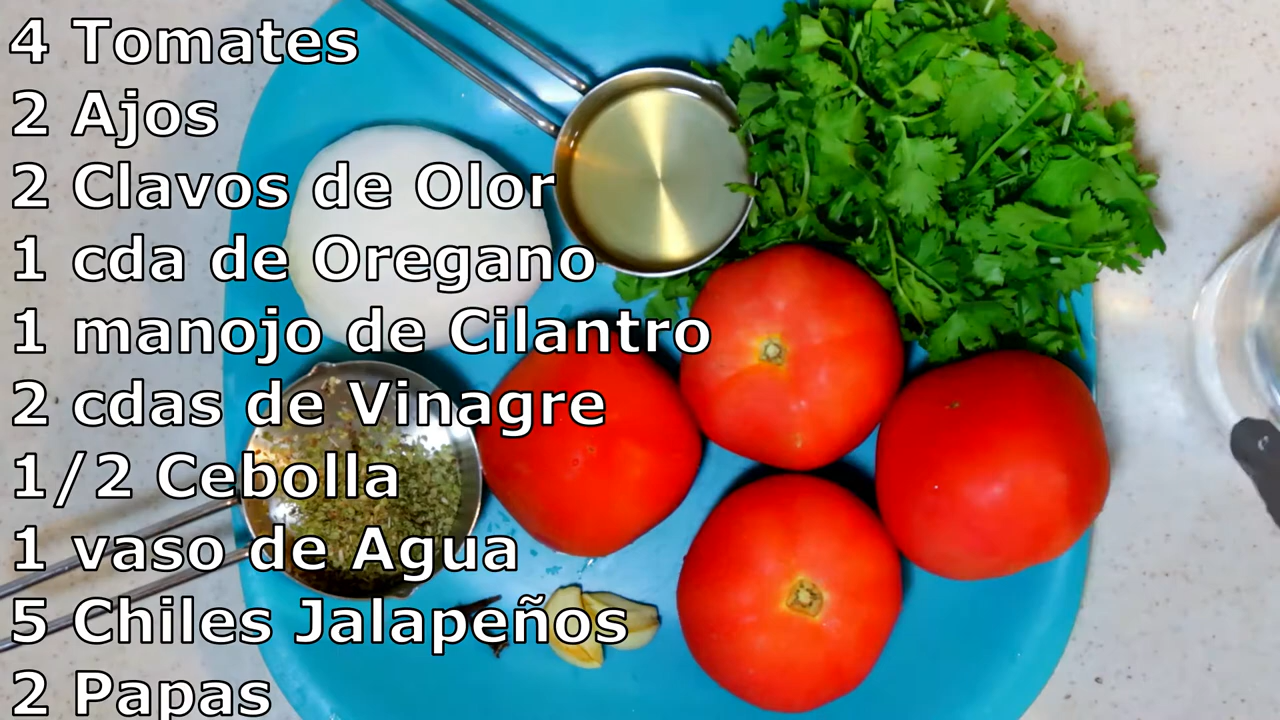 4 Tomates
2 Ajos
2 Clavos de Olor
1 cda de Oregano
1 manojo de Cilantro
2 cdas de Vinagre
1/2 Cebolla
1 vaso de Agua
5 Chiles Jalapeños
2 Papas